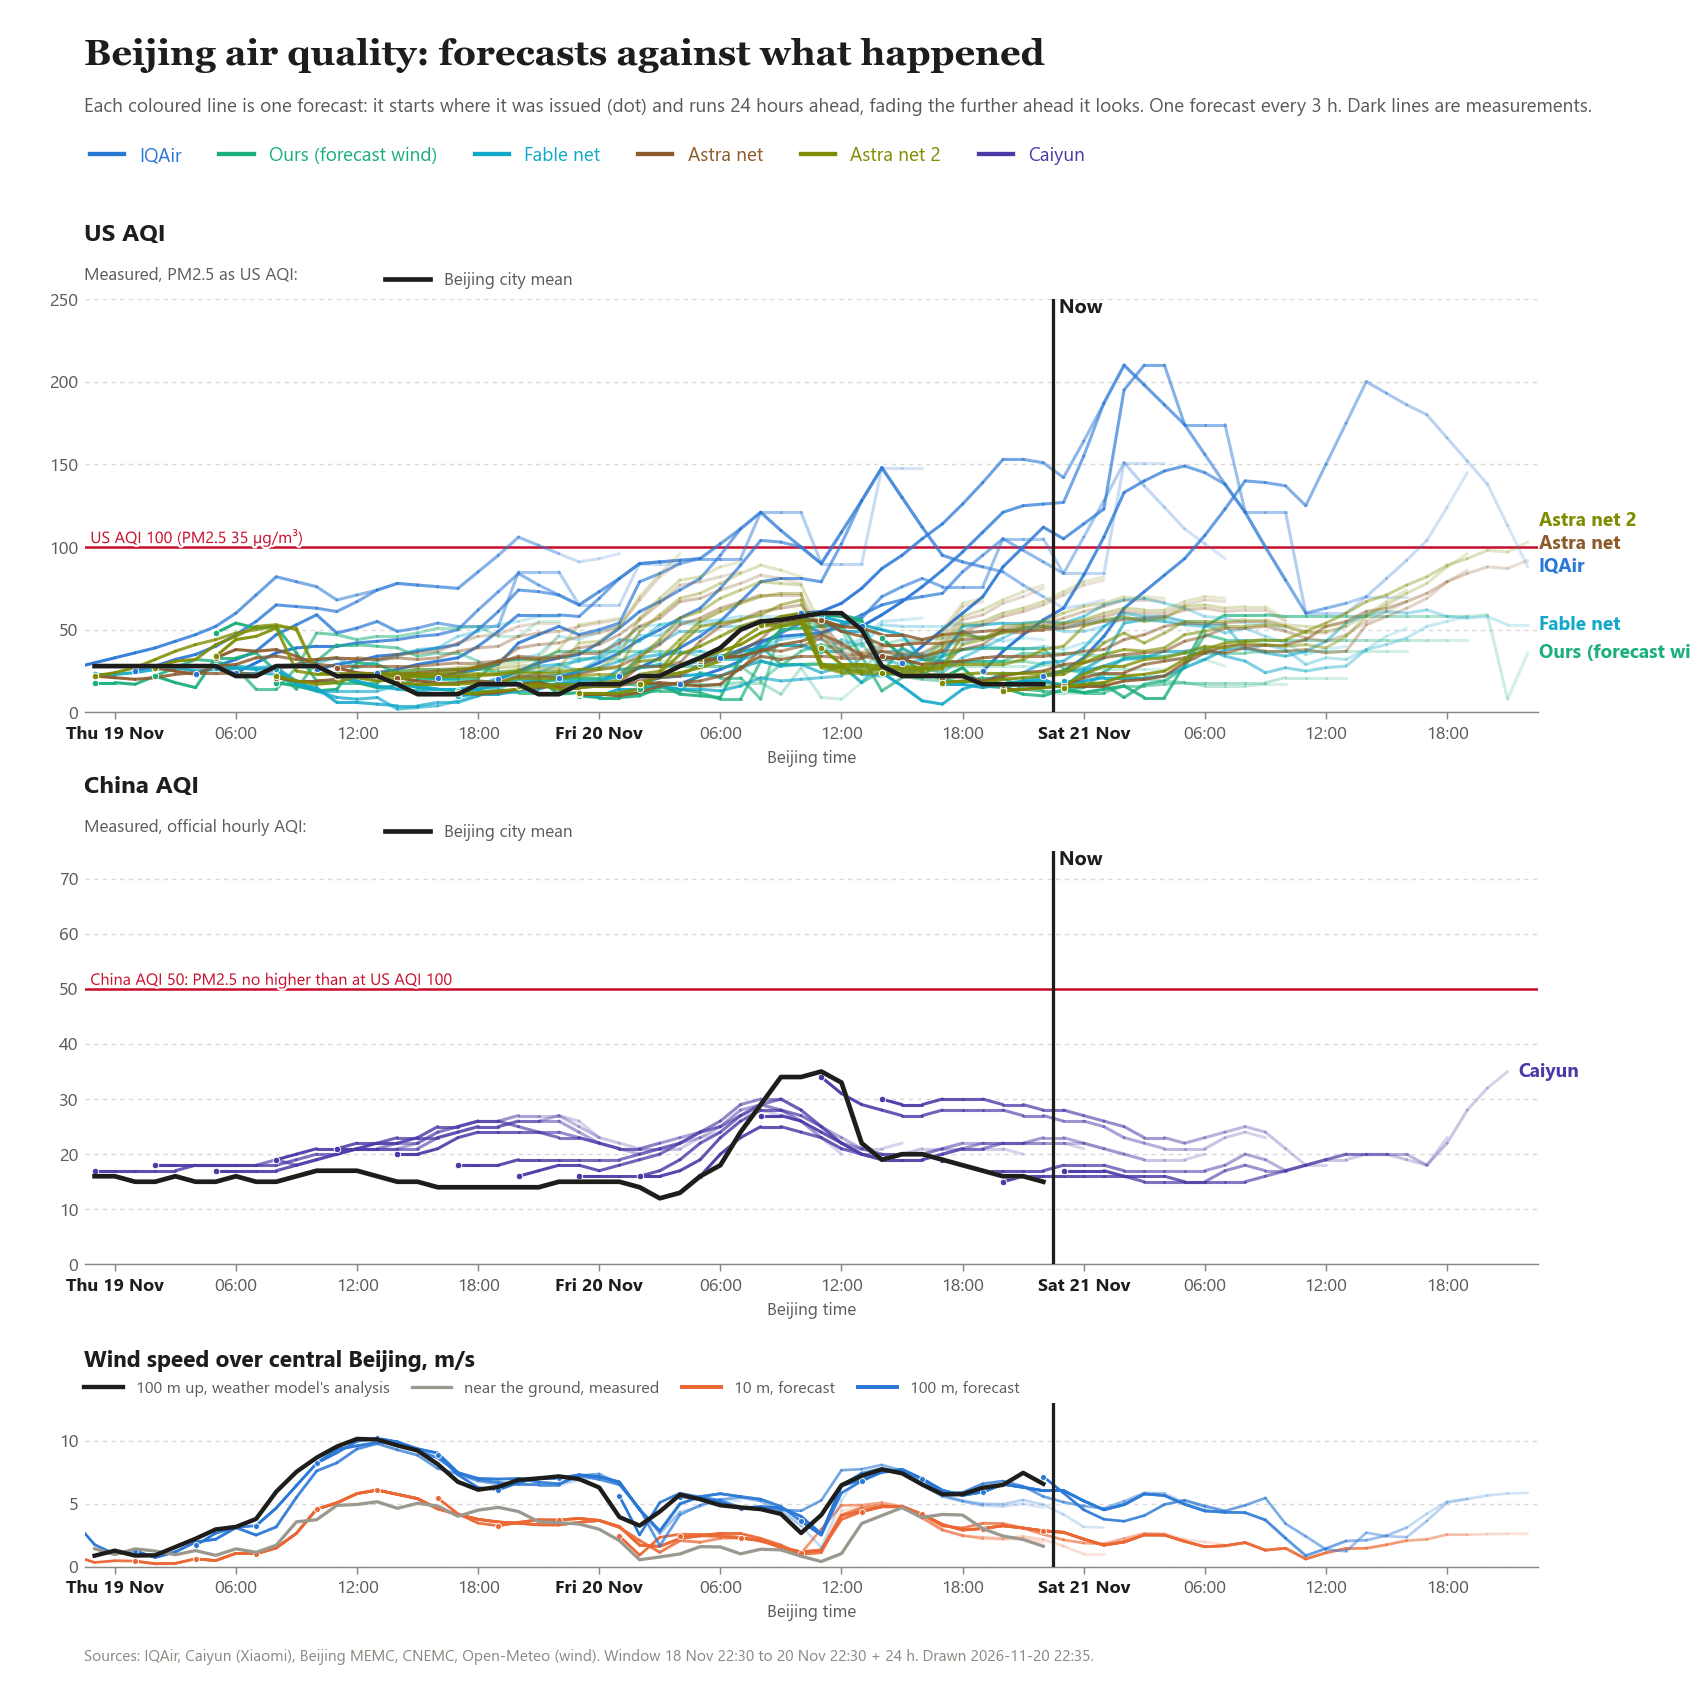 Beijing air quality: forecasts against what happened
Each coloured line is one forecast: it starts where it was issued (dot) and runs 24 hours ahead, fading the further ahead it looks. One forecast every 3 h. Dark lines are measurements.
IQAir Ours (forecast wind) Fable net Astra net Astra net 2 Caiyun
US AQI
Measured, PM2.5 as US AQI: Beijing city mean
250
Now
200
150
US AQI 100 (PM2.5 35 µg/m³)
100
Astra net 2
Astra net
IQAir
50
Fable net
Ours (forecast wi
0
Thu 19 Nov 06:00 12:00 18:00 Fri 20 Nov 06:00 12:00 18:00 Sat 21 Nov 06:00 12:00 18:00
Beijing time
China AQI
Measured, official hourly AQI: Beijing city mean
Now
70
60
China AQI 50: PM2.5 no higher than at US AQI 100
50
40
Caiyun
30
20
10
0
Thu 19 Nov 06:00 12:00 18:00 Fri 20 Nov 06:00 12:00 18:00 Sat 21 Nov 06:00 12:00 18:00
Beijing time
Wind speed over central Beijing, m/s
100 m up, weather model's analysis near the ground, measured 10 m, forecast 100 m, forecast
10
5
0
Thu 19 Nov 06:00 12:00 18:00 Fri 20 Nov 06:00 12:00 18:00 Sat 21 Nov 06:00 12:00 18:00
Beijing time
Sources: IQAir, Caiyun (Xiaomi), Beijing MEMC, CNEMC, Open-Meteo (wind). Window 18 Nov 22:30 to 20 Nov 22:30 + 24 h. Drawn 2026-11-20 22:35.